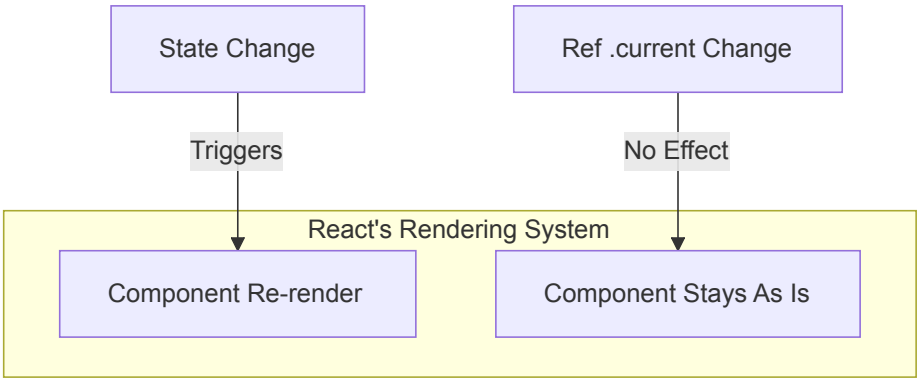 State Change
Ref .current Change
Triggers
No Effect
React's Rendering System
Component Re-render
Component Stays As Is